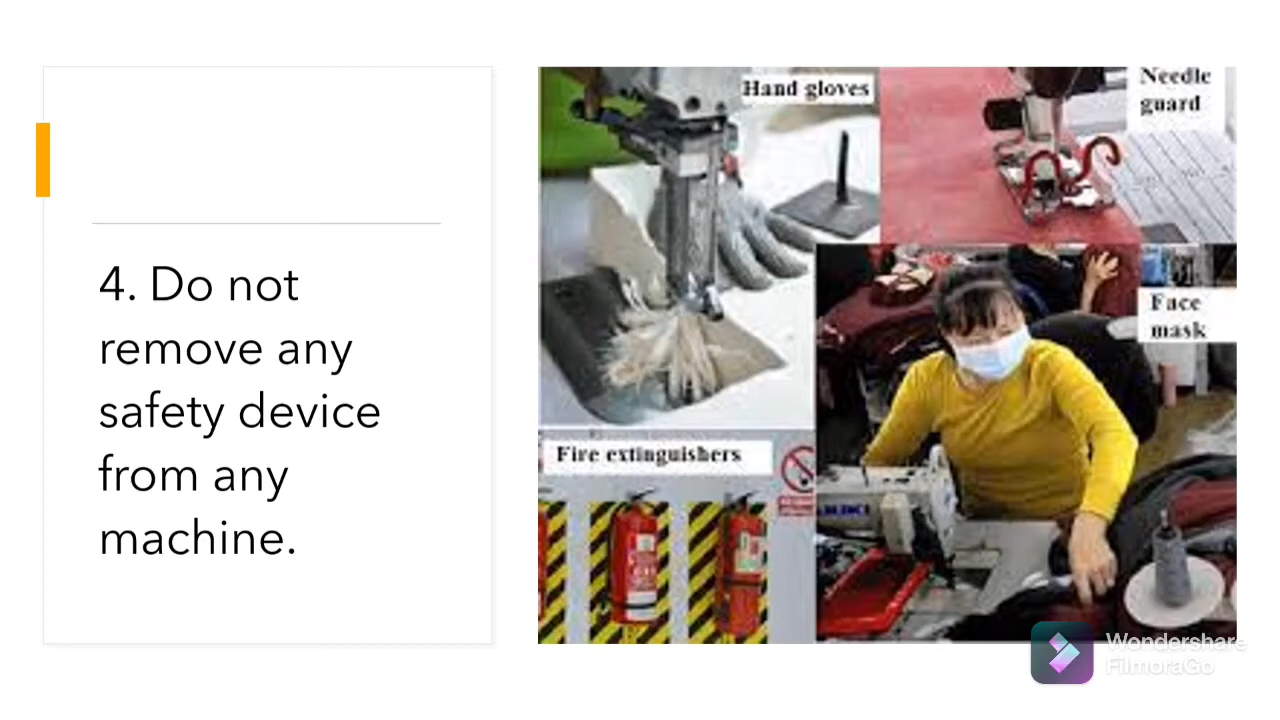 4. Do not
remove any
safety device
from any
machine.
Hand gloves
Needle
guard
Face
mask
Fire extinguishers
JUKI
Wondershare
FilmoraGo